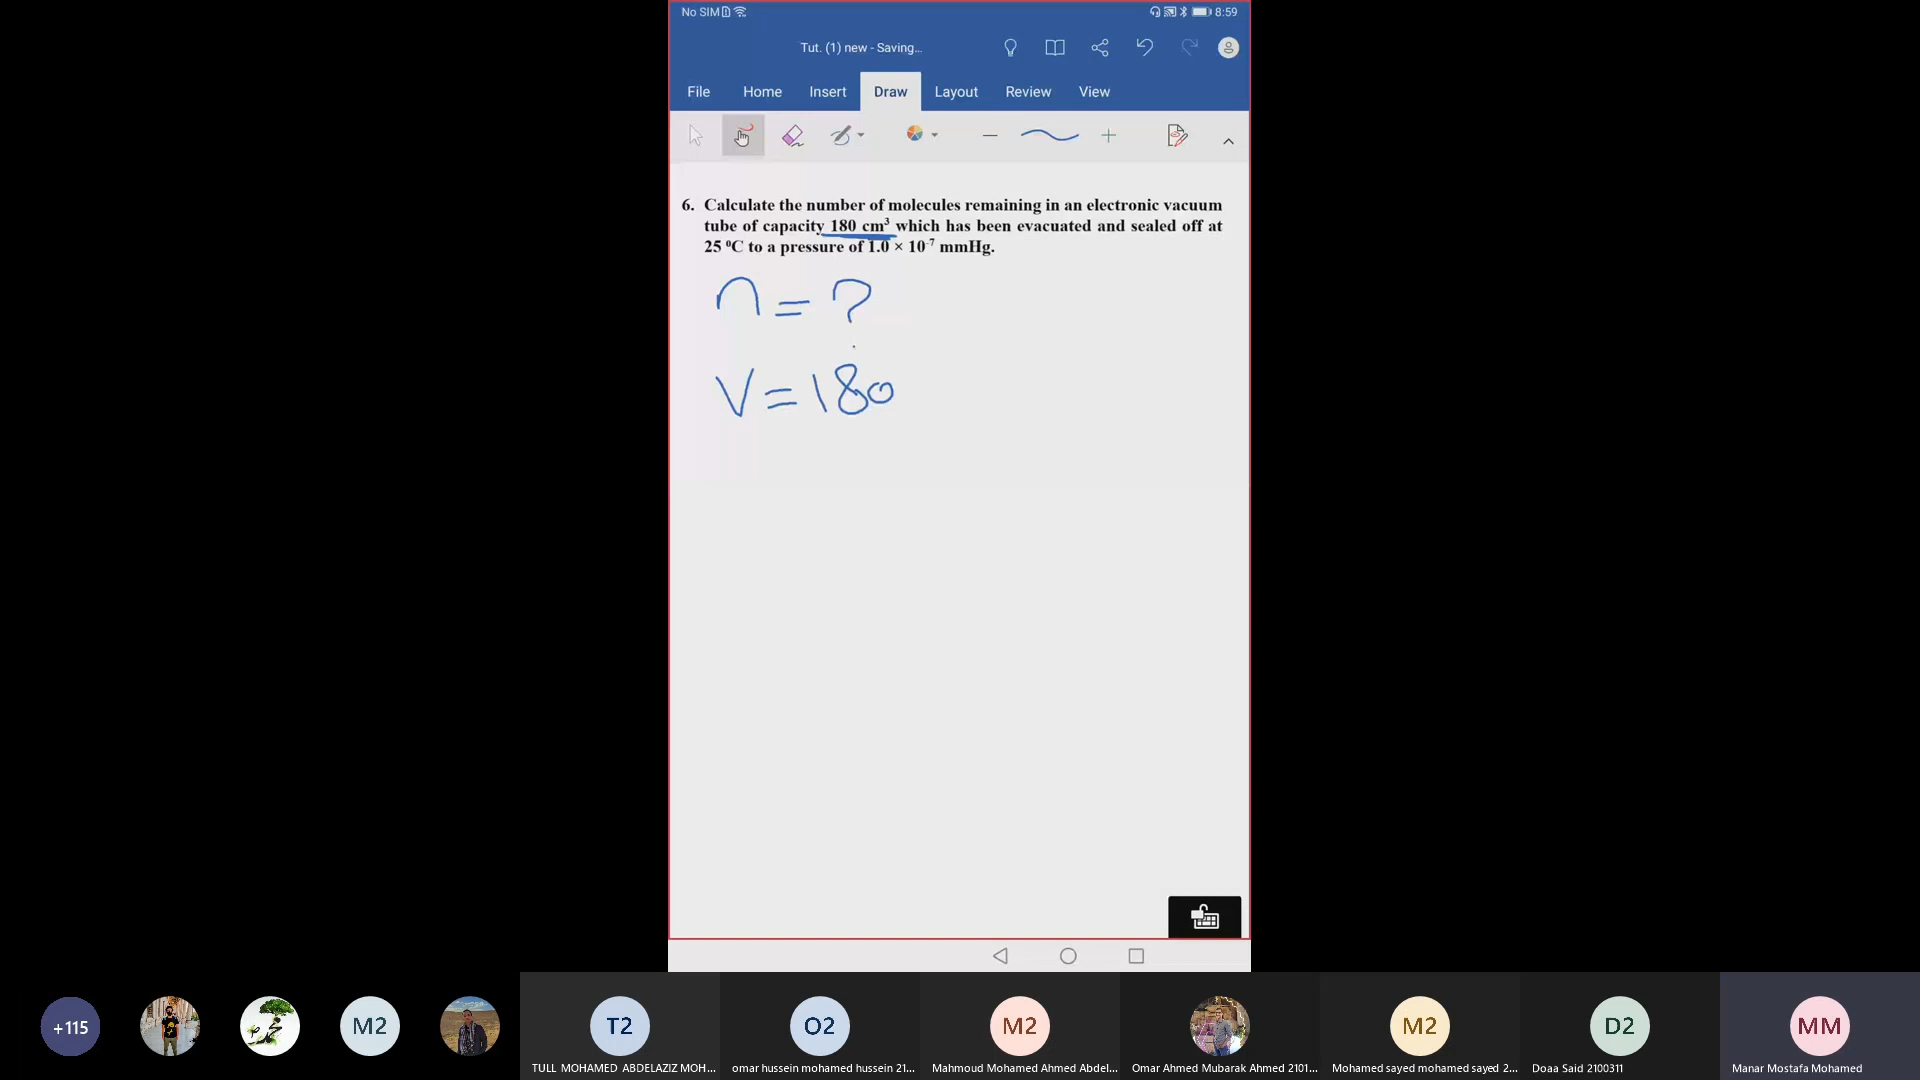 No SIM
8:59
Tut. (1) new - Saving...
File Home Insert Draw Layout Review View
6. Calculate the number of molecules remaining in an electronic vacuum
tube of capacity 180 cm³ which has been evacuated and sealed off at
25 ⁰C to a pressure of 1.0 × 10⁻⁷ mmHg.
n = ?
V = 180
+115
M2
T2
O2
M2
M2
D2
MM
TULL MOHAMED ABDELAZIZ MOH...
omar hussein mohamed hussein 21...
Mahmoud Mohamed Ahmed Abdel...
Omar Ahmed Mubarak Ahmed 2101...
Mohamed sayed mohamed sayed 2...
Doaa Said 2100311
Manar Mostafa Mohamed